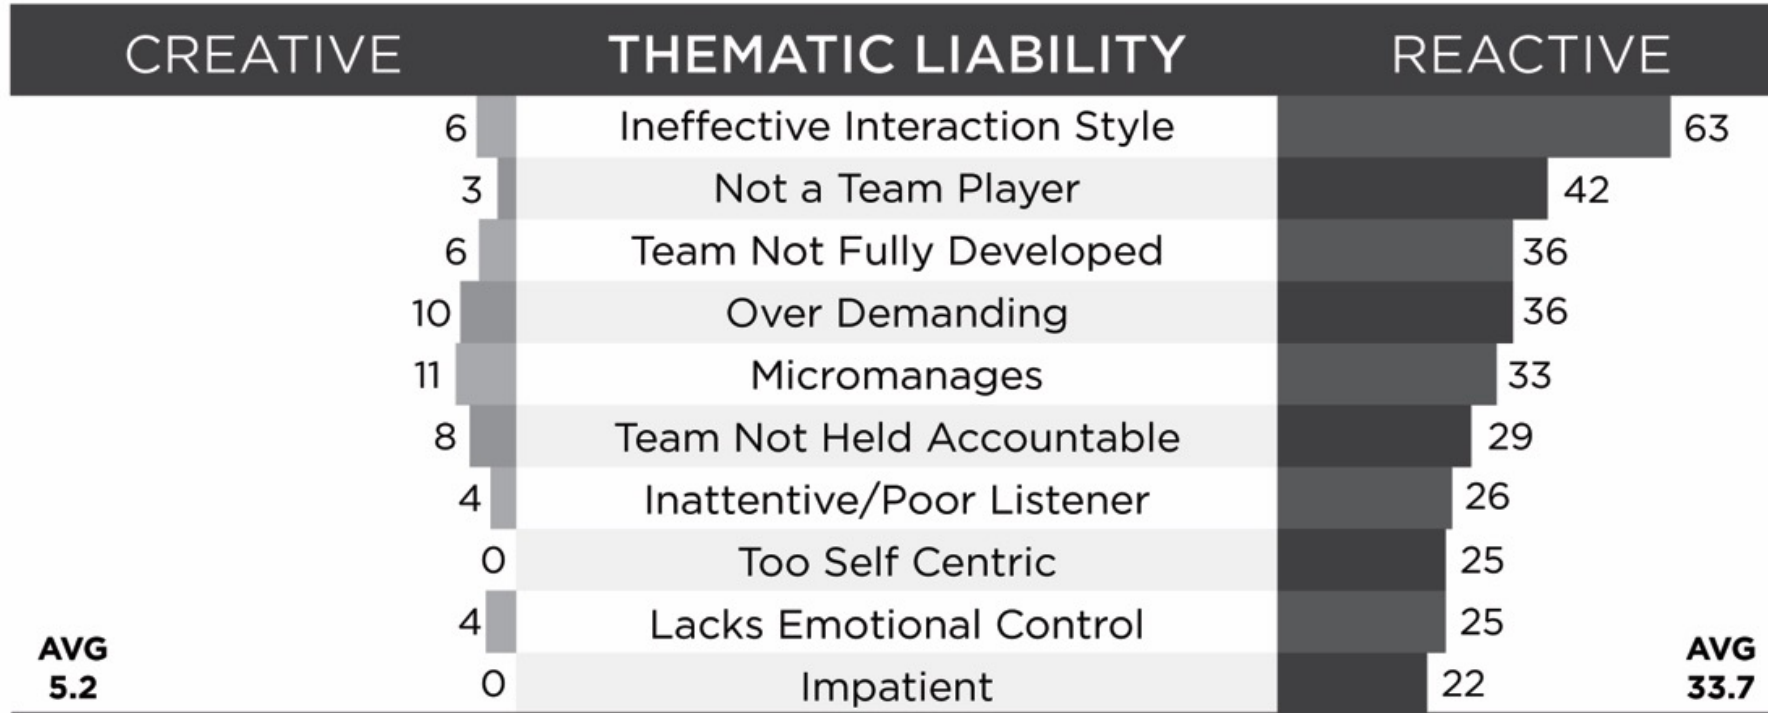 CREATIVE THEMATIC LIABILITY REACTIVE
6 Ineffective Interaction Style 63
3 Not a Team Player 42
6 Team Not Fully Developed 36
10 Over Demanding 36
11 Micromanages 33
8 Team Not Held Accountable 29
4 Inattentive/Poor Listener 26
0 Too Self Centric 25
4 Lacks Emotional Control 25
0 Impatient 22
AVG
5.2
AVG
33.7